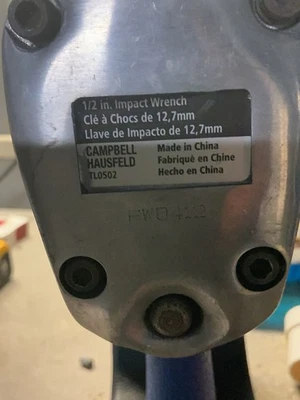 1/2 in. Impact Wrench
Clé à Chocs de 12,7mm
Llave de Impacto de 12,7mm
CAMPBELL Made in China
HAUSFELD Fabriqué en Chine
TL0502 Hecho en China